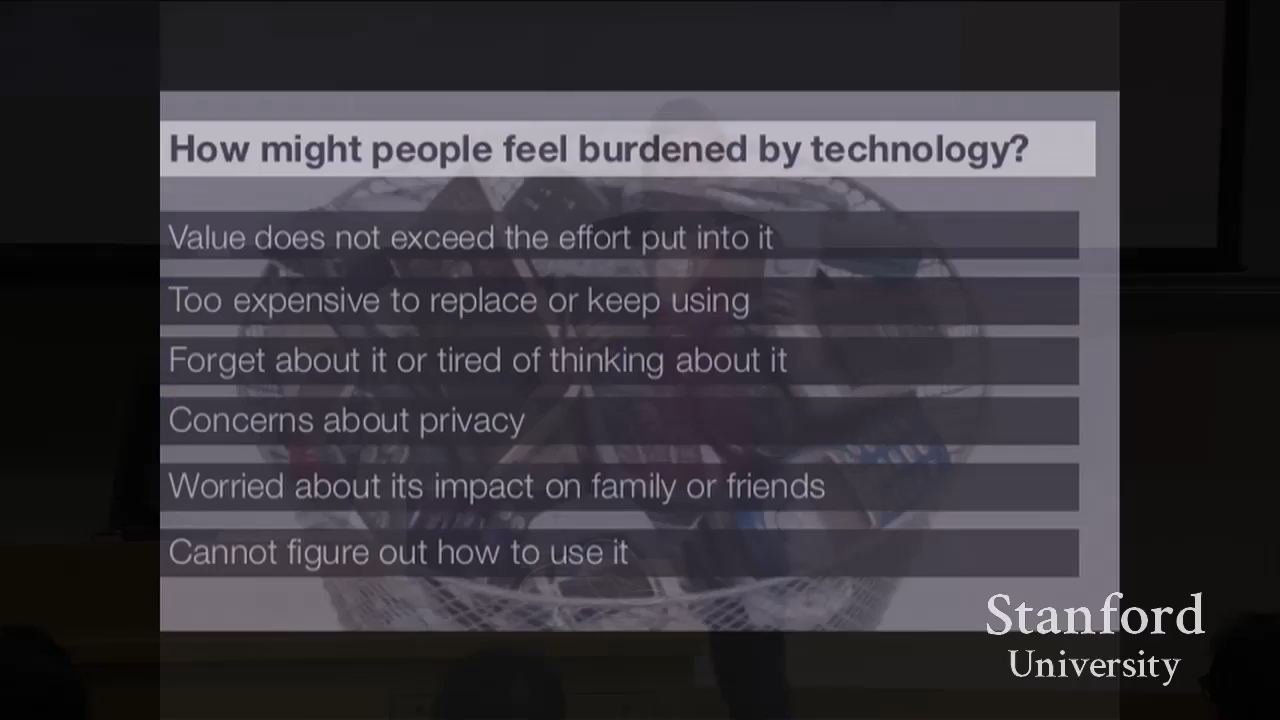 How might people feel burdened by technology?
Value does not exceed the effort put into it
Too expensive to replace or keep using
Forget about it or tired of thinking about it
Concerns about privacy
Worried about its impact on family or friends
Cannot figure out how to use it
Stanford
University